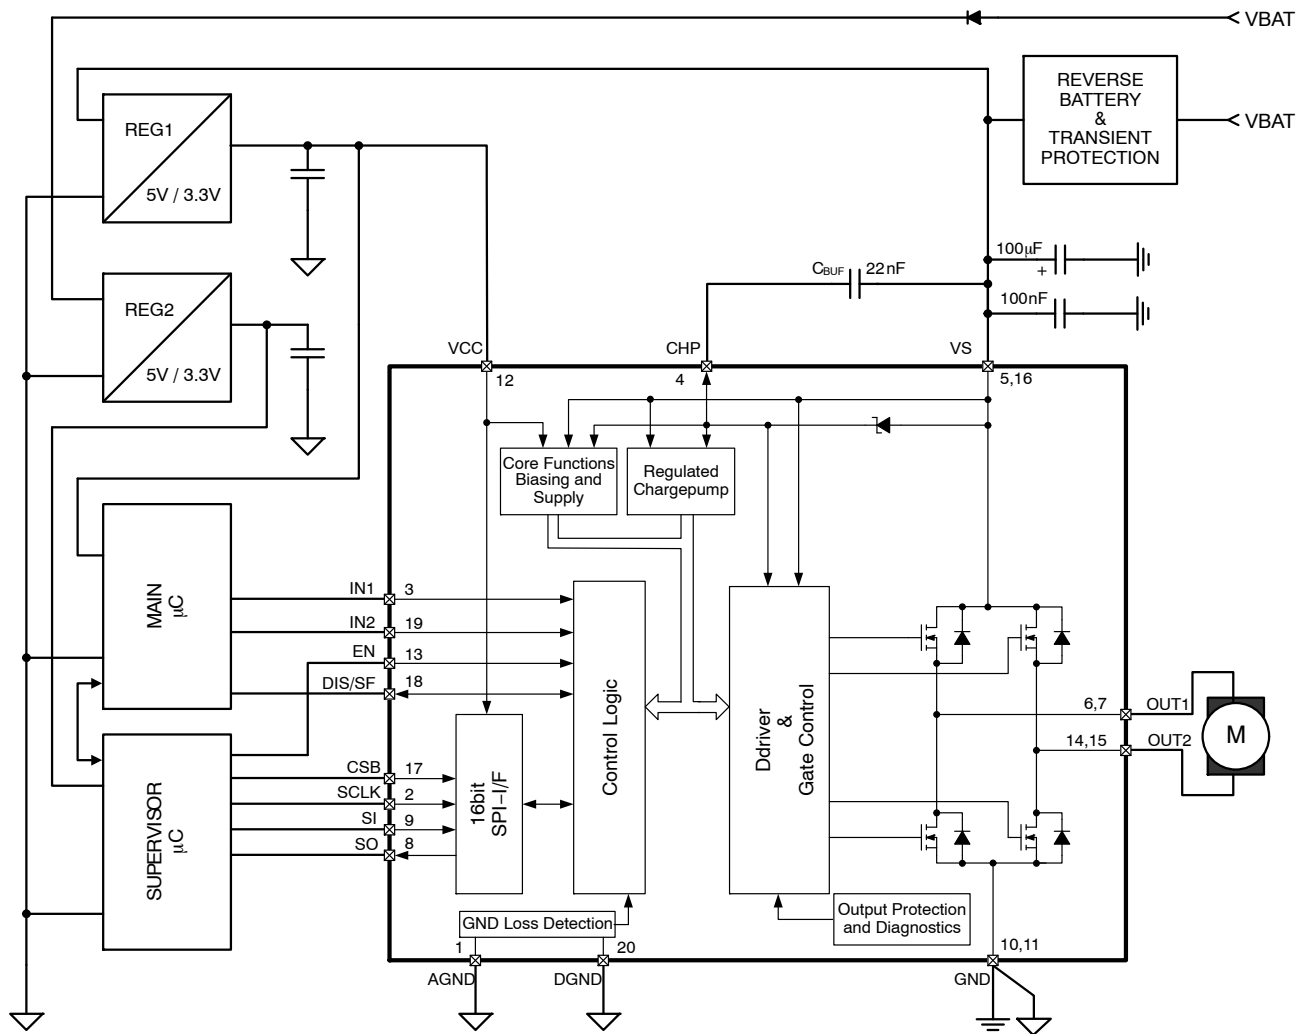 VBAT
REVERSE
BATTERY
&
TRANSIENT
PROTECTION
VBAT
REG1
5V / 3.3V
REG2
5V / 3.3V
100µF
+
CBUF
22nF
100nF
VCC
CHP
VS
12
4
5,16
Core Functions
Biasing and
Supply
Regulated
Chargepump
MAIN
µC
IN1
3
IN2
19
EN
13
DIS/SF
18
Control Logic
Ddriver
&
Gate Control
6,7
OUT1
14,15
OUT2
M
SUPERVISOR
µC
CSB
17
SCLK
2
SI
9
SO
8
16bit
SPI-I/F
GND Loss Detection
Output Protection
and Diagnostics
1
20
10,11
AGND
DGND
GND